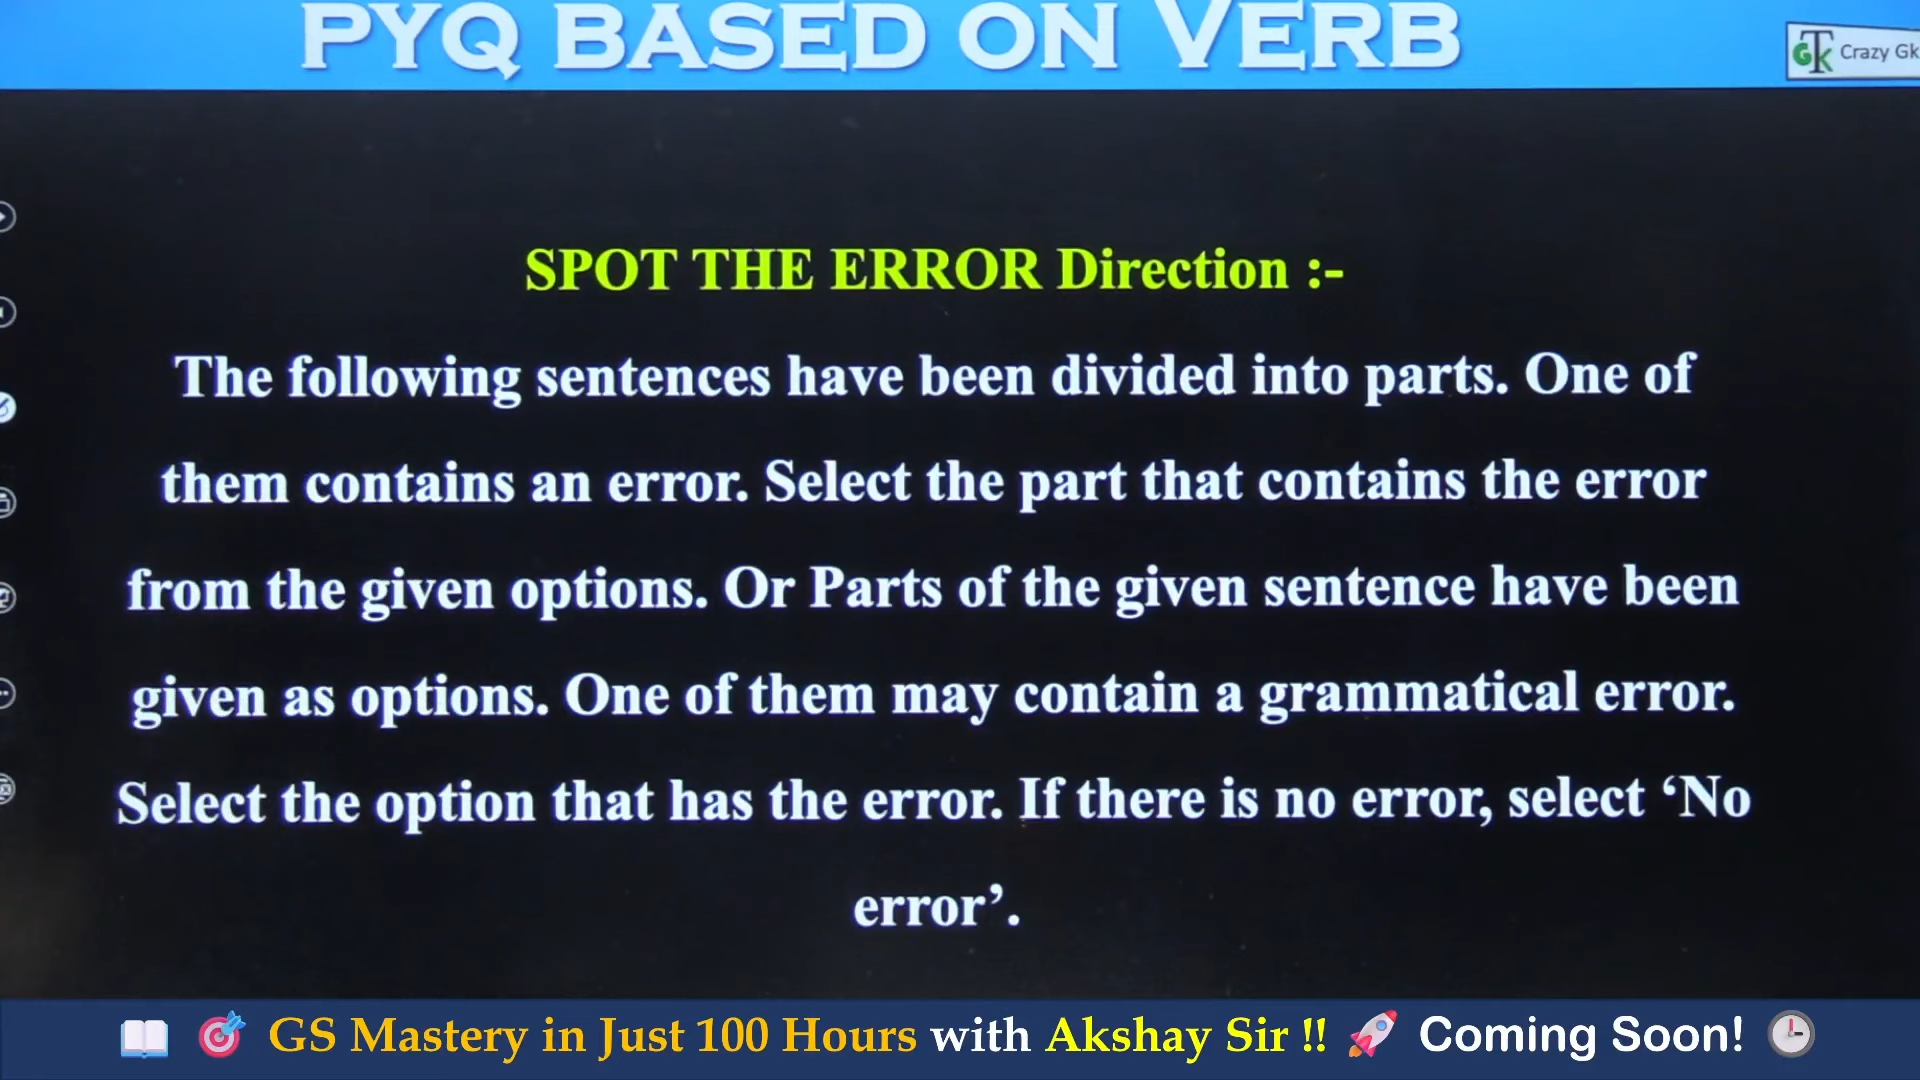 PYQ BASED ON VERB
GTK Crazy Gk
SPOT THE ERROR Direction :-
The following sentences have been divided into parts. One of
them contains an error. Select the part that contains the error
from the given options. Or Parts of the given sentence have been
given as options. One of them may contain a grammatical error.
Select the option that has the error. If there is no error, select ‘No
error’.
GS Mastery in Just 100 Hours with Akshay Sir !! Coming Soon!